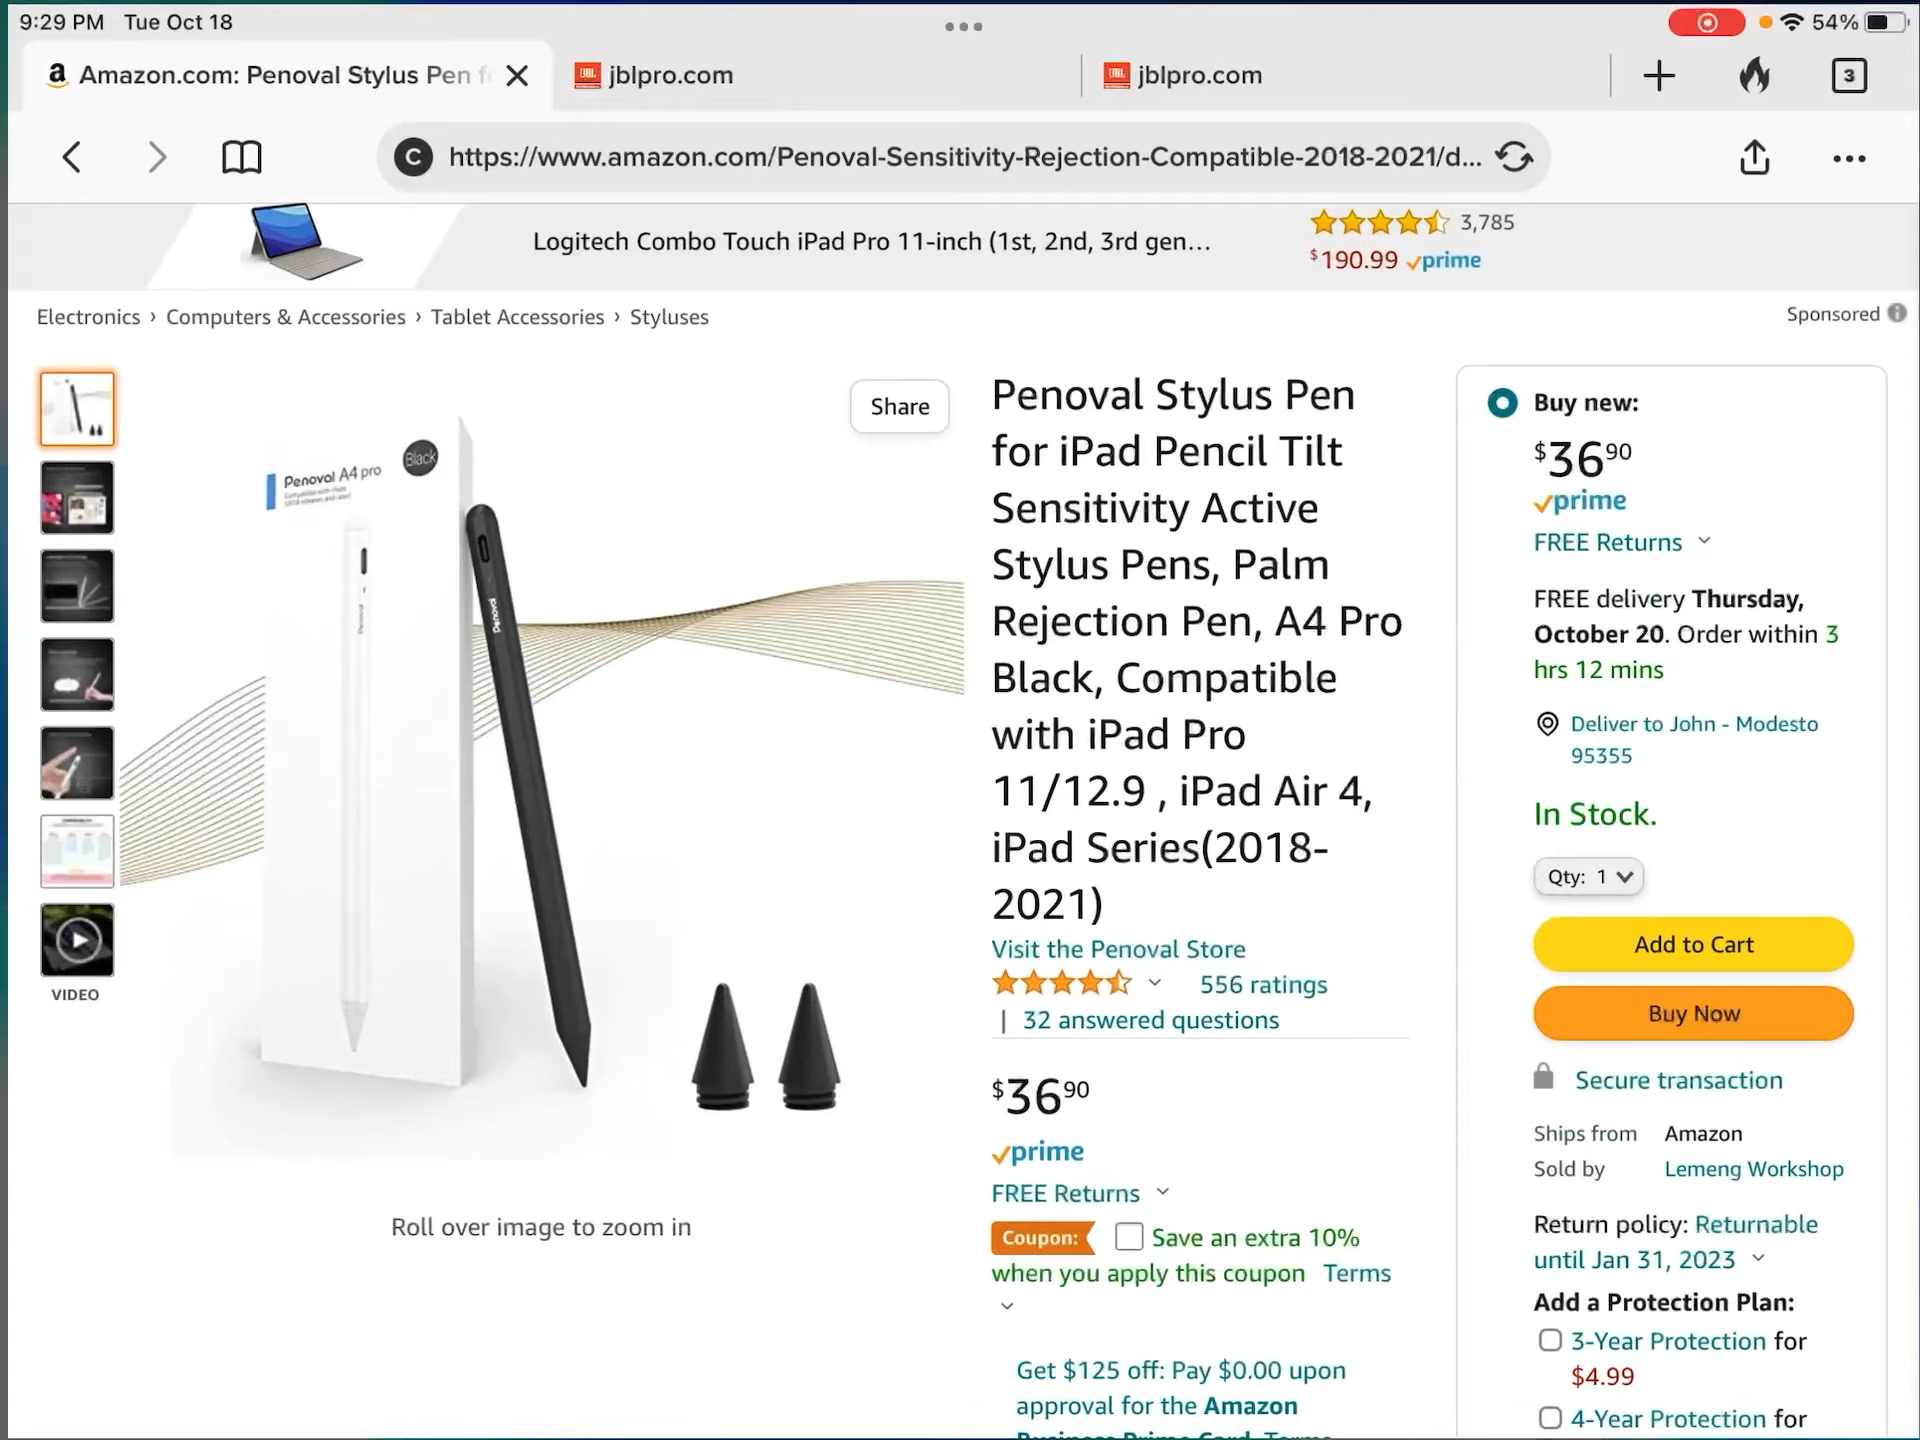 9:29 PM Tue Oct 18
54%
Amazon.com: Penoval Stylus Pen f
jblpro.com
jblpro.com
3
C
https://www.amazon.com/Penoval-Sensitivity-Rejection-Compatible-2018-2021/d...
Logitech Combo Touch iPad Pro 11-inch (1st, 2nd, 3rd gen...
3,785
$190.99 prime
Electronics › Computers & Accessories › Tablet Accessories › Styluses
Sponsored
Share
Penoval A4 pro
Black
Penoval
Penoval
VIDEO
Roll over image to zoom in
Penoval Stylus Pen
for iPad Pencil Tilt
Sensitivity Active
Stylus Pens, Palm
Rejection Pen, A4 Pro
Black, Compatible
with iPad Pro
11/12.9 , iPad Air 4,
iPad Series(2018-
2021)
Visit the Penoval Store
556 ratings
| 32 answered questions
$36 90
prime
FREE Returns
Coupon: Save an extra 10%
when you apply this coupon Terms
Get $125 off: Pay $0.00 upon
approval for the Amazon
Business Prime Card. Terms
Buy new:
$36 90
prime
FREE Returns
FREE delivery Thursday,
October 20. Order within 3
hrs 12 mins
Deliver to John - Modesto
95355
In Stock.
Qty: 1
Add to Cart
Buy Now
Secure transaction
Ships from Amazon
Sold by Lemeng Workshop
Return policy: Returnable
until Jan 31, 2023
Add a Protection Plan:
3-Year Protection for
$4.99
4-Year Protection for